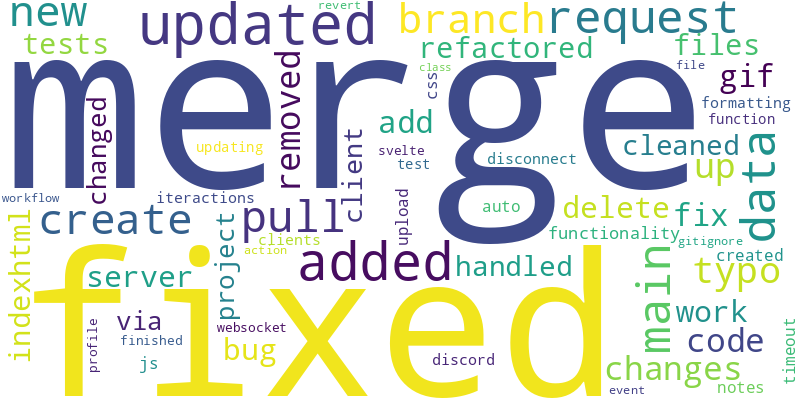 new
updated
revert
branch
request
tests
refactored
files
class
file
merge
removed
css
gif
changed
formatting
add
function
updating
client
svelte
test
disconnect
cleaned
up
data
workflow
iteractions
create
project
pull
upload
auto
delete
fix
functionality
gitignore
indexhtml
clients
action
added
handled
main
created
server
typo
fixed
via
websocket
work
profile
finished
bug
js
discord
code
changes
timeout
event
notes